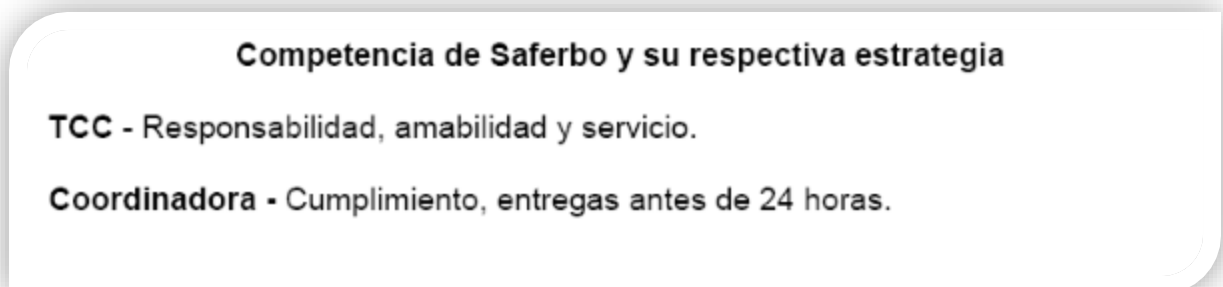 Competencia de Saferbo y su respectiva estrategia
TCC - Responsabilidad, amabilidad y servicio.
Coordinadora - Cumplimiento, entregas antes de 24 horas.